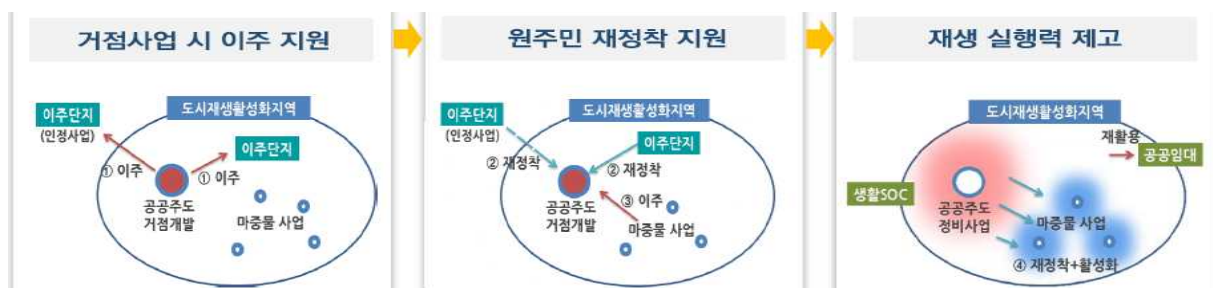 거점사업 시 이주 지원
도시재생활성화지역
이주단지
(인정사업)
이주단지
① 이주
① 이주
공공주도
거점개발
마중물 사업
원주민 재정착 지원
도시재생활성화지역
이주단지
(인정사업)
이주단지
② 재정착
② 재정착
③ 이주
공공주도
거점개발
마중물 사업
재생 실행력 제고
도시재생활성화지역
재활용
공공임대
생활SOC
공공주도
정비사업
마중물 사업
④ 재정착+활성화